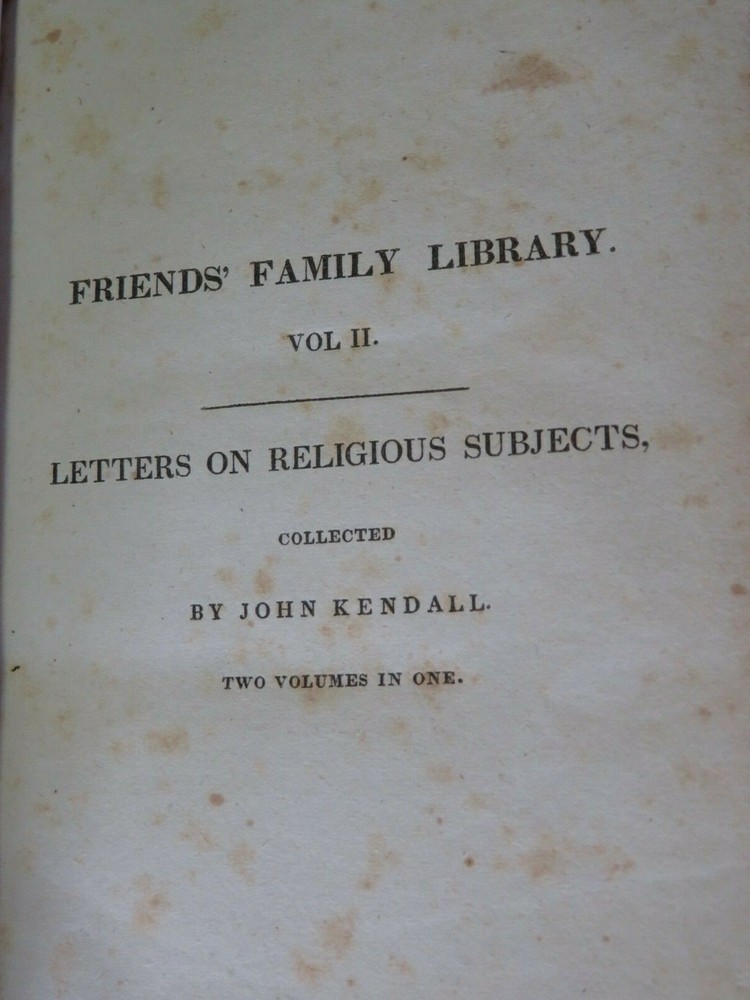 FRIENDS' FAMILY LIBRARY.
VOL II.
LETTERS ON RELIGIOUS SUBJECTS,
COLLECTED
BY JOHN KENDALL.
TWO VOLUMES IN ONE.